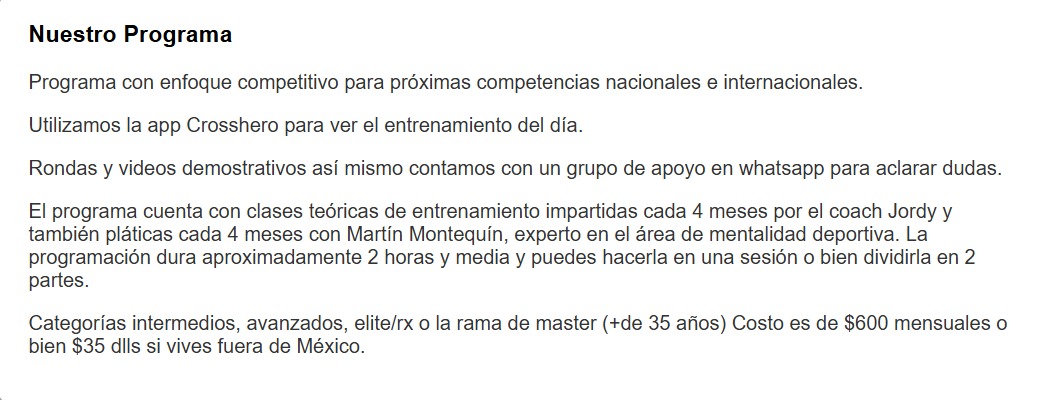 Nuestro Programa
Programa con enfoque competitivo para próximas competencias nacionales e internacionales.
Utilizamos la app Crosshero para ver el entrenamiento del día.
Rondas y videos demostrativos así mismo contamos con un grupo de apoyo en whatsapp para aclarar dudas.
El programa cuenta con clases teóricas de entrenamiento impartidas cada 4 meses por el coach Jordy y
también pláticas cada 4 meses con Martín Montequín, experto en el área de mentalidad deportiva. La
programación dura aproximadamente 2 horas y media y puedes hacerla en una sesión o bien dividirla en 2
partes.
Categorías intermedios, avanzados, elite/rx o la rama de master (+de 35 años) Costo es de $600 mensuales o
bien $35 dlls si vives fuera de México.